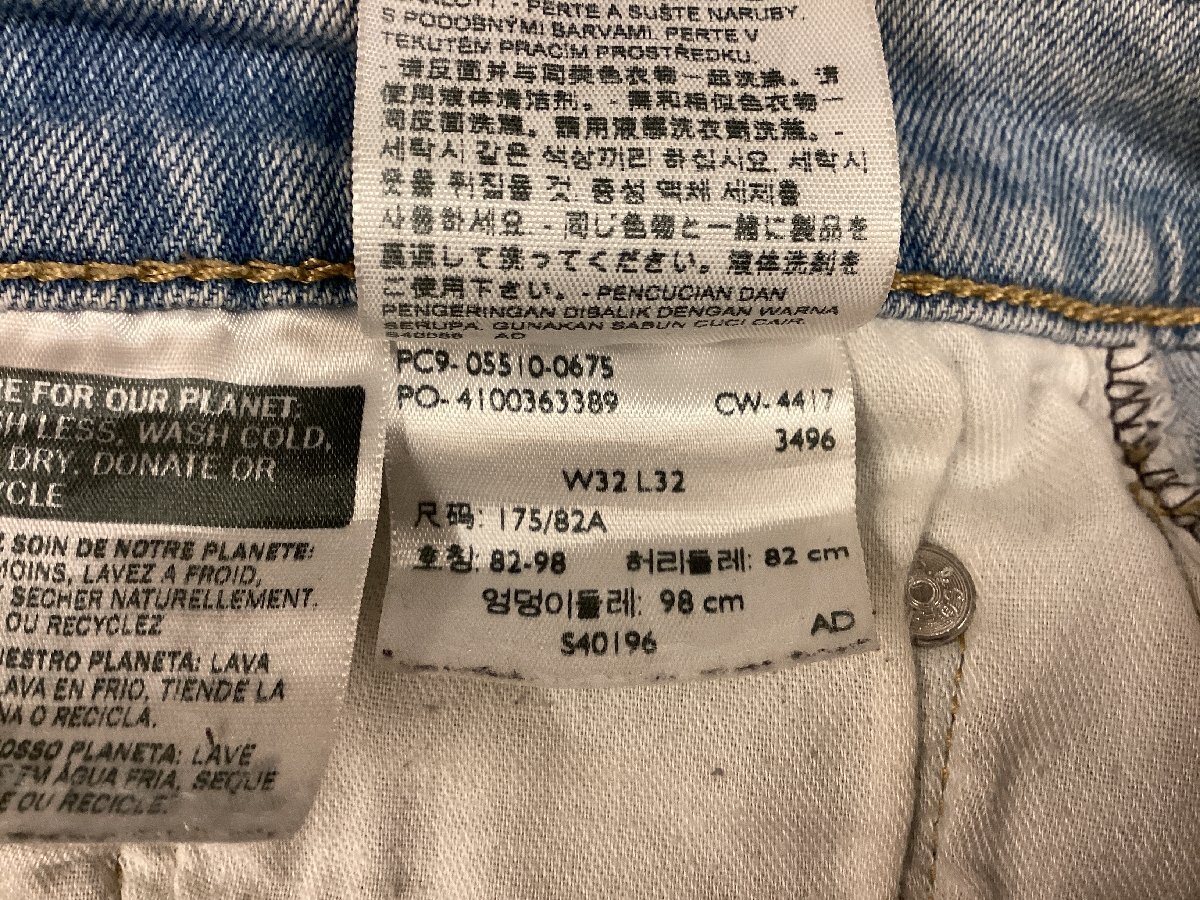 - PERTE A SUŠTE NARUBY.
S PODOBNÝMI BARVAMI. PERTE V
TEKUTÉM PRACÍM PROSTŘEDKU.
- 请反面并与同类色衣物一起洗涤。请
使用液体清洁剂。- 需和相似色衣物一
同反面洗滌。請用液態洗衣劑洗滌。-
세탁시 같은 색상끼리 하십시요. 세탁시
옷을 뒤집을 것. 중성 액체 세제를
사용하세요 - 同じ色物と一緒に製品を
裏返して洗ってください。液体洗剤を
ご使用下さい。- PENCUCIAN DAN
PENGERINGAN DIBALIK DENGAN WARNA
SERUPA. GUNAKAN SABUN CUCI CAIR.
AD
PC9-05510-0675
PO-4100363389 CW-4417
3496
W32 L32
尺码: 175/82A
호칭: 82-98 허리둘레: 82 cm
엉덩이둘레: 98 cm
S40196 AD
RE FOR OUR PLANET:
SH LESS, WASH COLD,
DRY, DONATE OR
YCLE
SOIN DE NOTRE PLANETE:
MOINS, LAVEZ A FROID,
SECHER NATURELLEMENT.
OU RECYCLEZ
UESTRO PLANETA: LAVA
LAVA EN FRIO, TIENDE LA
NA O RECICLA.
OSSO PLANETA: LAVE
EM ÁGUA FRIA, SEQUE
E OU RECICLE.